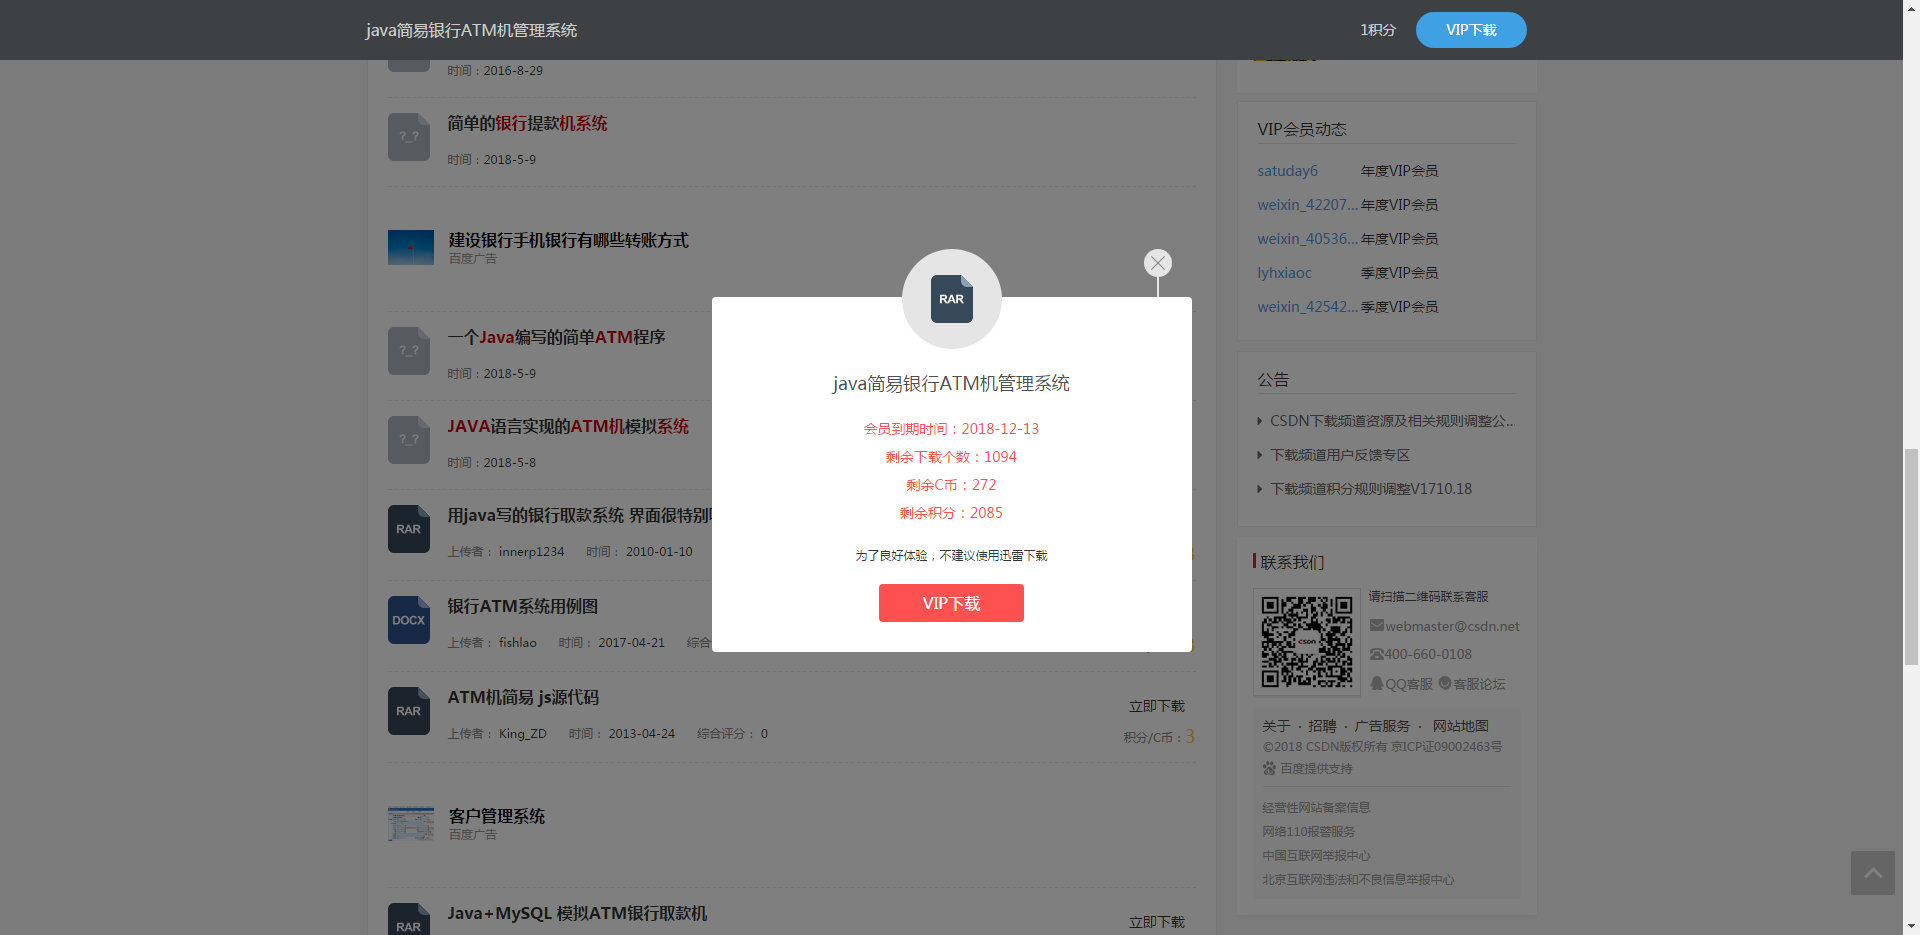 java简易银行ATM机管理系统
1积分
VIP下载
时间：2016-8-29
?_?
简单的银行提款机系统
时间：2018-5-9
建设银行手机银行有哪些转账方式
百度广告
?_?
一个Java编写的简单ATM程序
时间：2018-5-9
?_?
JAVA语言实现的ATM机模拟系统
时间：2018-5-8
RAR
用java写的银行取款系统 界面很特别
上传者： innerp1234 时间： 2010-01-10
DOCX
银行ATM系统用例图
上传者： fishlao 时间： 2017-04-21 综合
RAR
ATM机简易 js源代码
上传者： King_ZD 时间： 2013-04-24 综合评分： 0
立即下载
积分/C币：3
客户管理系统
百度广告
RAR
Java+MySQL 模拟ATM银行取款机
立即下载
RAR
java简易银行ATM机管理系统
会员到期时间：2018-12-13
剩余下载个数：1094
剩余C币：272
剩余积分：2085
为了良好体验，不建议使用迅雷下载
VIP下载
VIP会员动态
satuday6 年度VIP会员
weixin_42207... 年度VIP会员
weixin_40536... 年度VIP会员
lyhxiaoc 季度VIP会员
weixin_42542... 季度VIP会员
公告
CSDN下载频道资源及相关规则调整公...
下载频道用户反馈专区
下载频道积分规则调整V1710.18
联系我们
CSDN
请扫描二维码联系客服
webmaster@csdn.net
400-660-0108
QQ客服 客服论坛
关于 · 招聘 · 广告服务 · 网站地图
©2018 CSDN版权所有 京ICP证09002463号
百度提供支持
经营性网站备案信息
网络110报警服务
中国互联网举报中心
北京互联网违法和不良信息举报中心